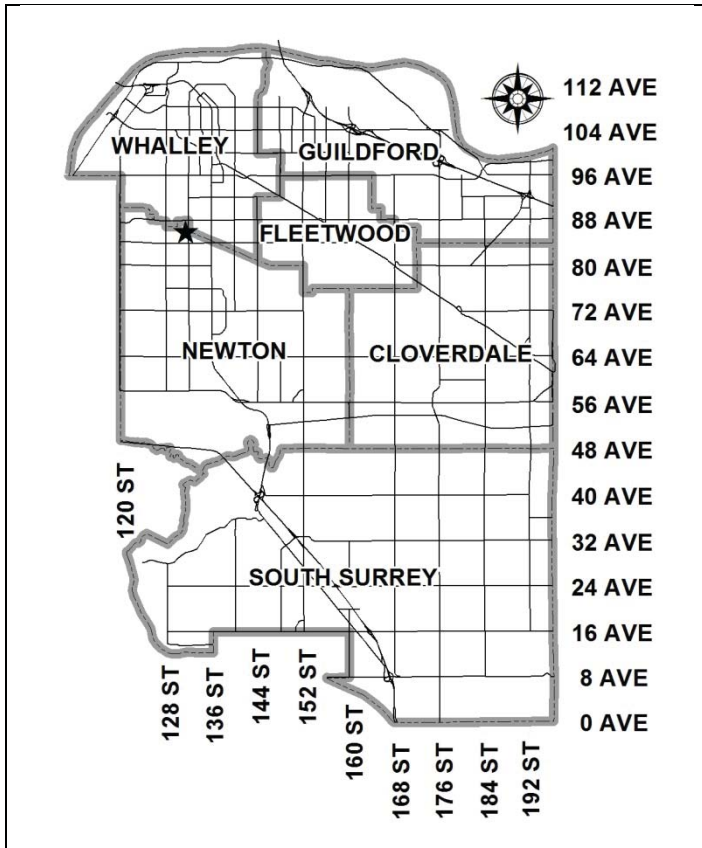 112 AVE
104 AVE
WHALLEY
GUILDFORD
96 AVE
88 AVE
FLEETWOOD
80 AVE
72 AVE
NEWTON
CLOVERDALE
64 AVE
56 AVE
48 AVE
120 ST
40 AVE
32 AVE
SOUTH SURREY
24 AVE
16 AVE
128 ST
136 ST
144 ST
152 ST
160 ST
8 AVE
0 AVE
168 ST
176 ST
184 ST
192 ST